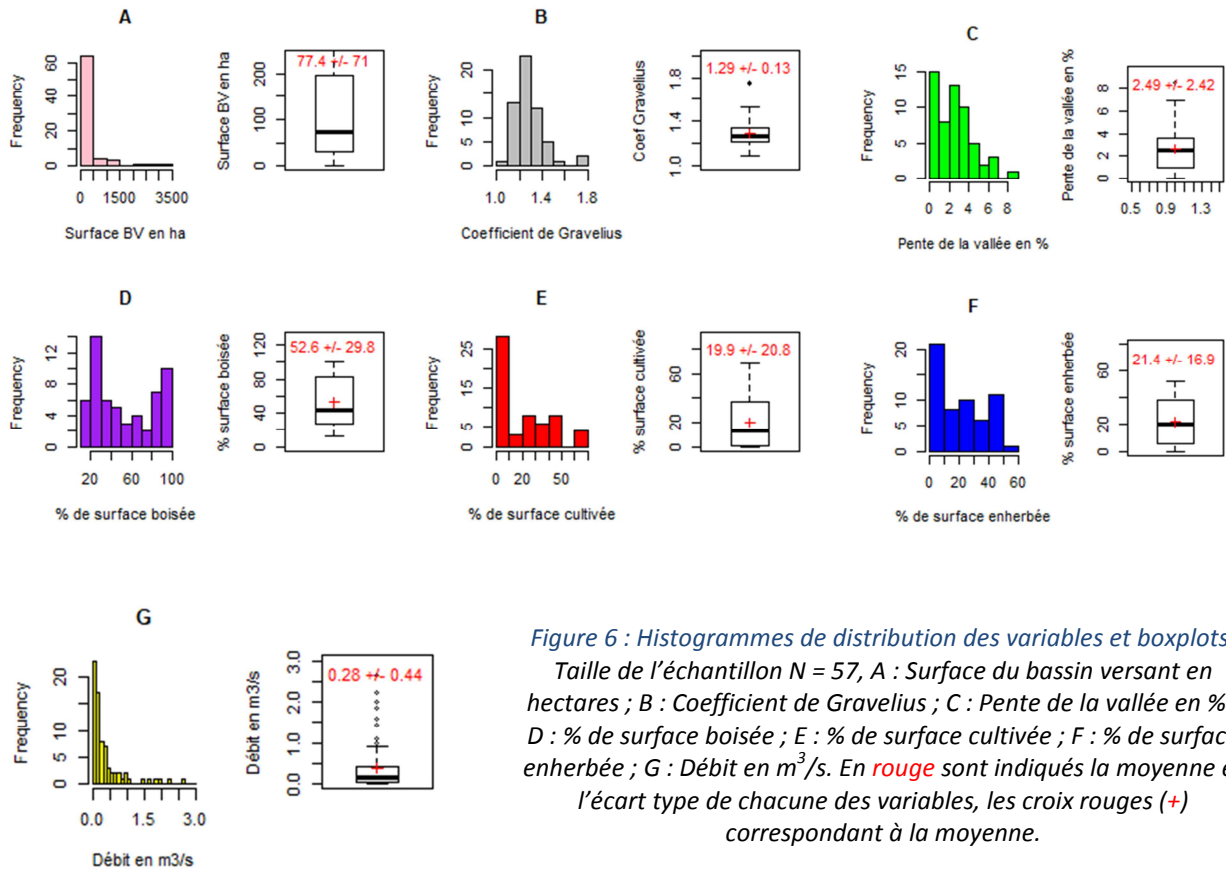 A
Frequency
0 20 40 60
0 1500 3500
Surface BV en ha
Surface BV en ha
0 100 200
77.4 +/- 71
B
Frequency
0 5 10 20
1.0 1.4 1.8
Coefficient de Gravelius
Coef Gravelius
1.0 1.4 1.8
1.29 +/- 0.13
C
Frequency
0 5 10 15
0 2 4 6 8
Pente de la vallée en %
Pente de la vallée en %
0 2 4 6 8
2.49 +/- 2.42
0.5 0.9 1.3
D
Frequency
0 4 8 12
20 60 100
% de surface boisée
% surface boisée
0 40 80 120
52.6 +/- 29.8
E
Frequency
0 5 15 25
0 20 50
% de surface cultivée
% surface cultivée
0 20 60
19.9 +/- 20.8
F
Frequency
0 5 10 20
0 20 40 60
% de surface enherbée
% surface enherbée
0 20 60
21.4 +/- 16.9
G
Frequency
0 5 10 20
0.0 1.5 3.0
Débit en m3/s
Débit en m3/s
0.0 1.0 2.0 3.0
0.28 +/- 0.44
Figure 6 : Histogrammes de distribution des variables et boxplots
Taille de l'échantillon N = 57, A : Surface du bassin versant en
hectares ; B : Coefficient de Gravelius ; C : Pente de la vallée en %
D : % de surface boisée ; E : % de surface cultivée ; F : % de surfac
enherbée ; G : Débit en m³/s. En rouge sont indiqués la moyenne e
l'écart type de chacune des variables, les croix rouges (+)
correspondant à la moyenne.